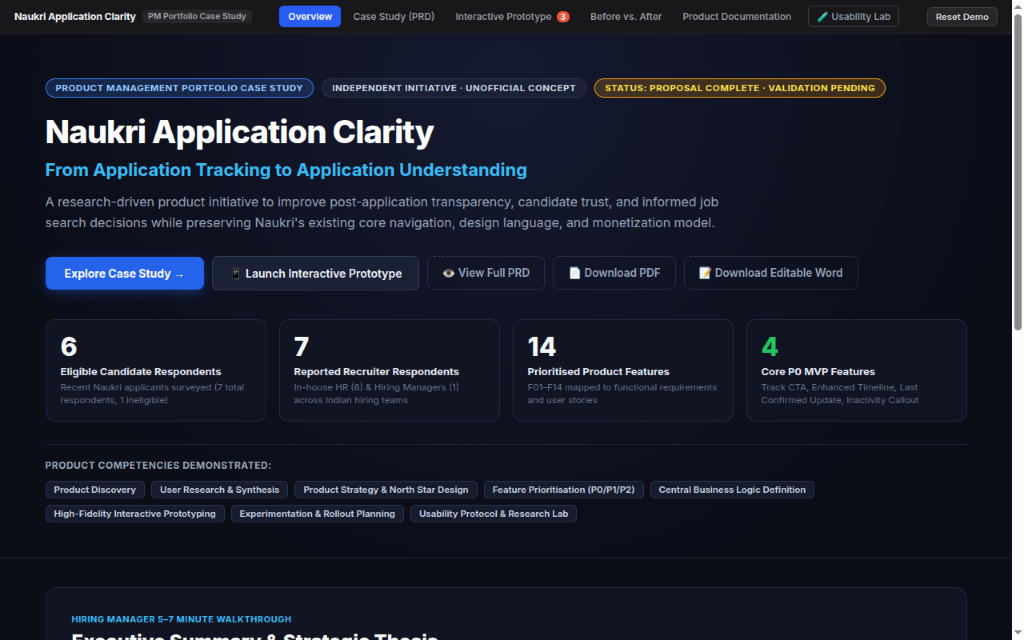 Naukri Application Clarity PM Portfolio Case Study Overview Case Study (PRD) Interactive Prototype 3 Before vs. After Product Documentation 🧪 Usability Lab Reset Demo
PRODUCT MANAGEMENT PORTFOLIO CASE STUDY INDEPENDENT INITIATIVE · UNOFFICIAL CONCEPT STATUS: PROPOSAL COMPLETE · VALIDATION PENDING
Naukri Application Clarity
From Application Tracking to Application Understanding
A research-driven product initiative to improve post-application transparency, candidate trust, and informed job
search decisions while preserving Naukri's existing core navigation, design language, and monetization model.
Explore Case Study → 📱 Launch Interactive Prototype 👁️ View Full PRD 📄 Download PDF 📝 Download Editable Word
6
Eligible Candidate Respondents
Recent Naukri applicants surveyed (7 total
respondents, 1 ineligible)
7
Reported Recruiter Respondents
In-house HR (6) & Hiring Managers (1)
across Indian hiring teams
14
Prioritised Product Features
F01–F14 mapped to functional requirements
and user stories
4
Core P0 MVP Features
Track CTA, Enhanced Timeline, Last
Confirmed Update, Inactivity Callout
PRODUCT COMPETENCIES DEMONSTRATED:
Product Discovery User Research & Synthesis Product Strategy & North Star Design Feature Prioritisation (P0/P1/P2) Central Business Logic Definition
High-Fidelity Interactive Prototyping Experimentation & Rollout Planning Usability Protocol & Research Lab
HIRING MANAGER 5–7 MINUTE WALKTHROUGH
Executive Summary & Strategic Thesis